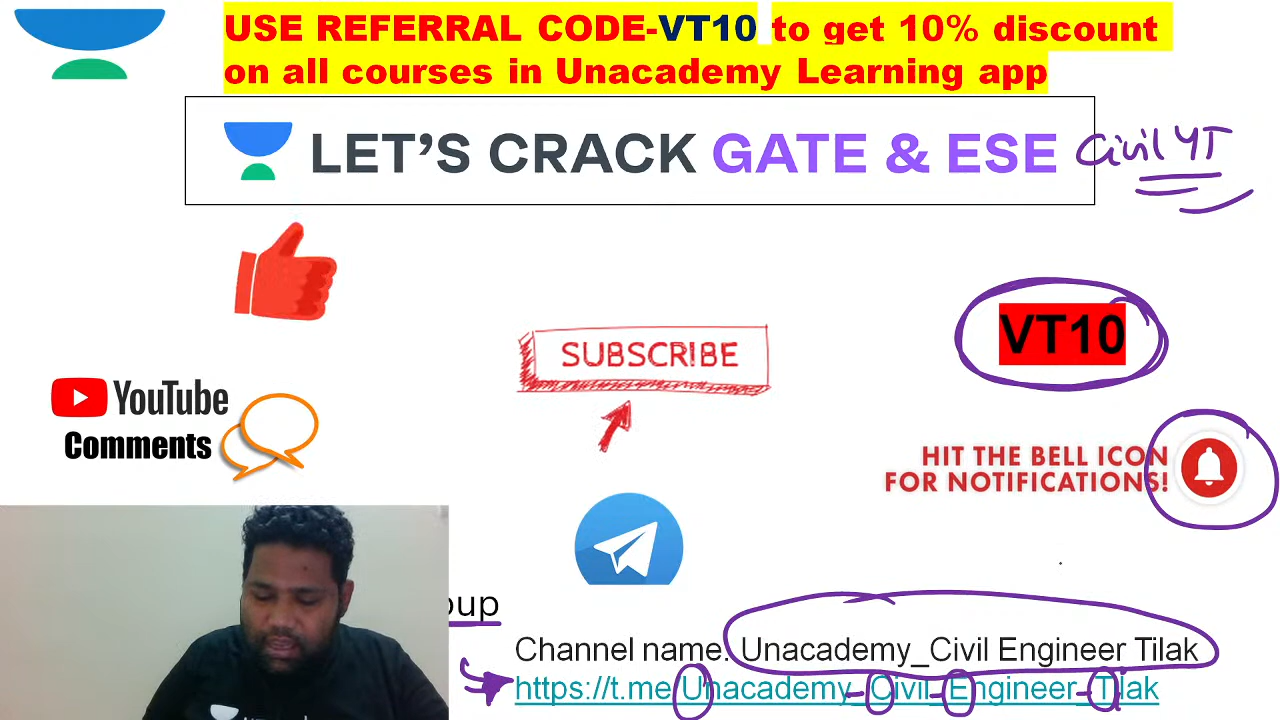 USE REFERRAL CODE-VT10 to get 10% discount
on all courses in Unacademy Learning app
LET'S CRACK GATE & ESE
Civil YT
VT10
SUBSCRIBE
YouTube
Comments
HIT THE BELL ICON
FOR NOTIFICATIONS!
oup
Channel name: Unacademy_Civil Engineer Tilak
https://t.me/Unacademy_Civil_Engineer_Tilak